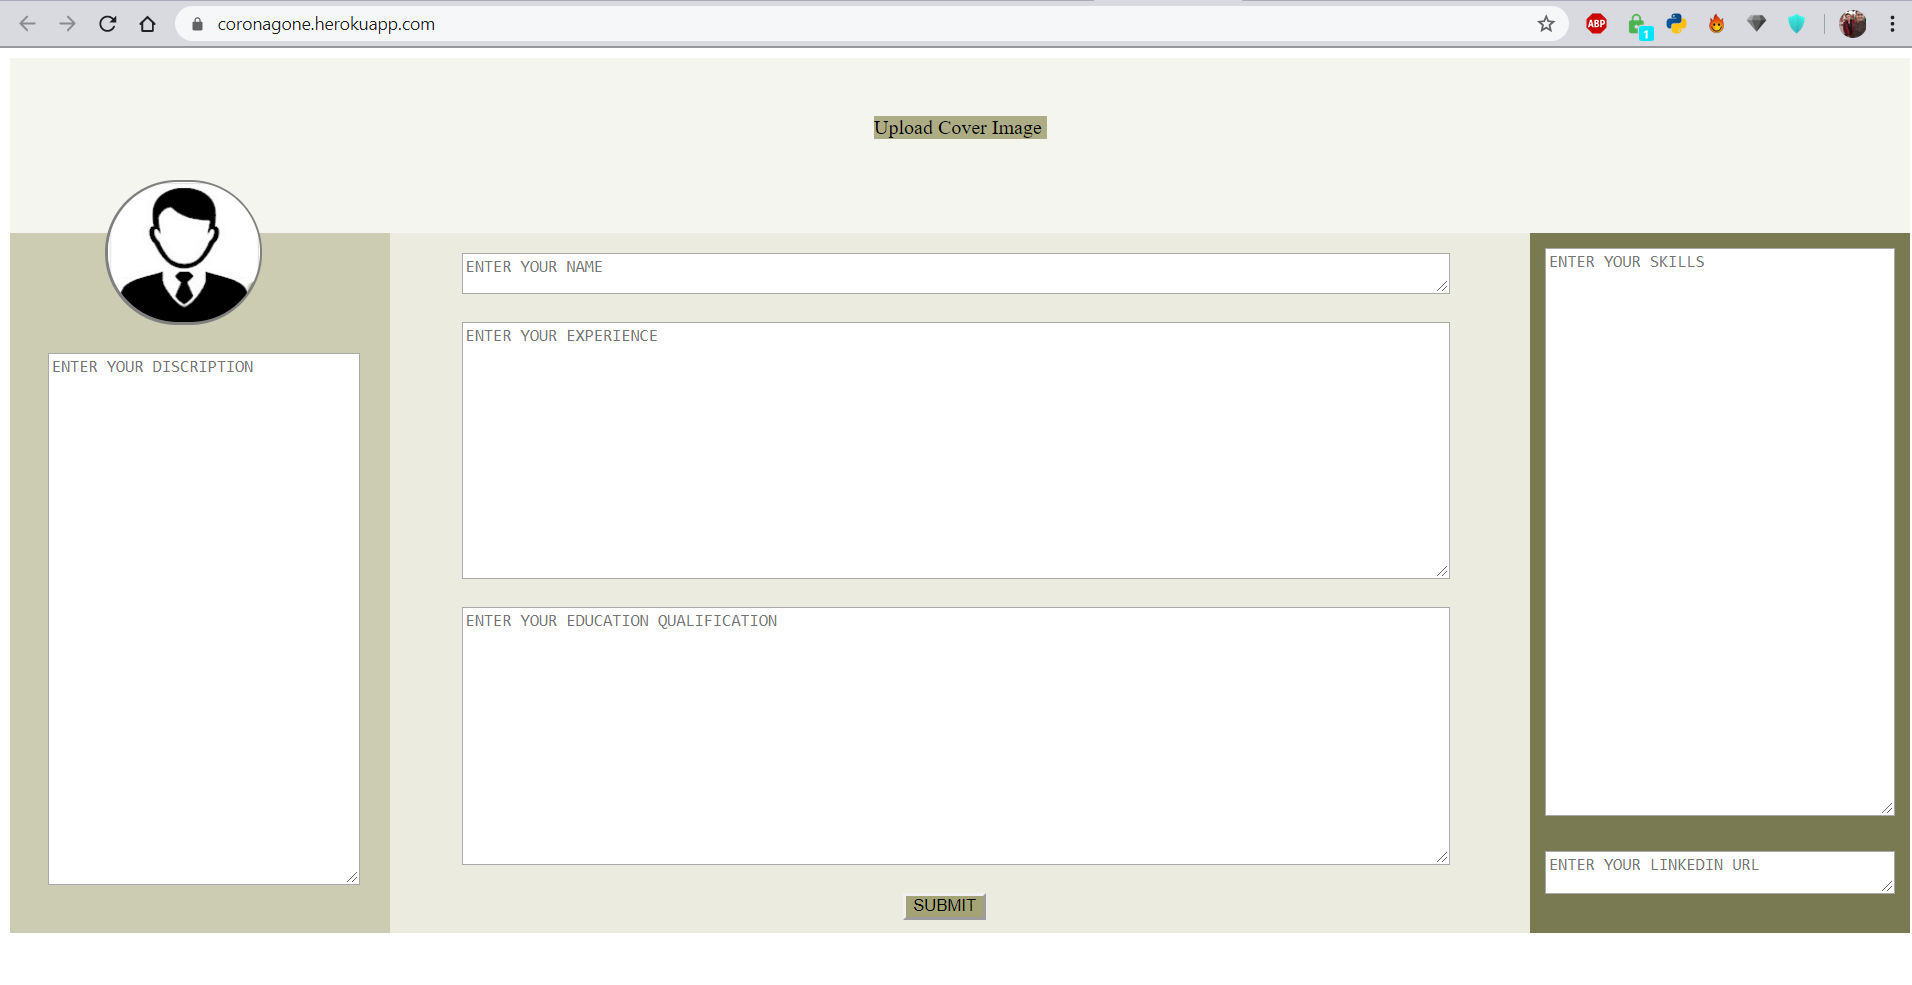 coronagone.herokuapp.com
ABP
1
Upload Cover Image
ENTER YOUR NAME
ENTER YOUR SKILLS
ENTER YOUR EXPERIENCE
ENTER YOUR DISCRIPTION
ENTER YOUR EDUCATION QUALIFICATION
ENTER YOUR LINKEDIN URL
SUBMIT